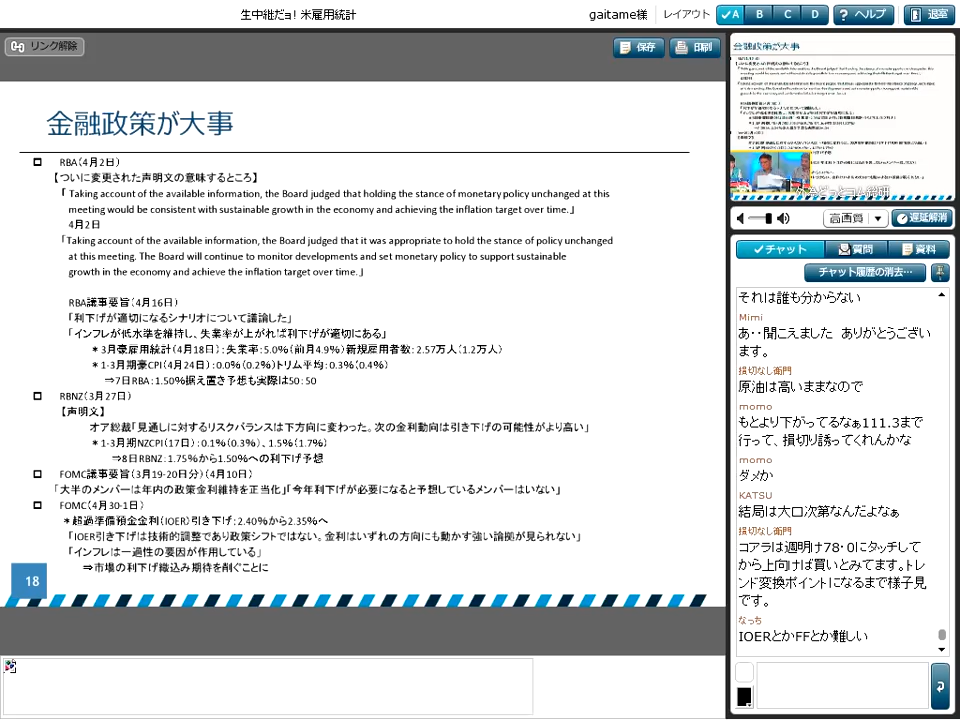 生中継だョ! 米雇用統計
gaitame様
レイアウト
A
B
C
D
? ヘルプ
退室
リンク解除
保存
印刷
金融政策が大事
RBA(4月2日)
【ついに変更された声明文の意味するところ】
「 Taking account of the available information, the Board judged that holding the stance of monetary policy unchanged at this
meeting would be consistent with sustainable growth in the economy and achieving the inflation target over time.」
4月2日
「Taking account of the available information, the Board judged that it was appropriate to hold the stance of policy unchanged
at this meeting. The Board will continue to monitor developments and set monetary policy to support sustainable
growth in the economy and achieve the inflation target over time.」
RBA議事要旨(4月16日)
「利下げが適切になるシナリオについて議論した」
「インフレが低水準を維持し、失業率が上がれば利下げが適切にある」
*3月豪雇用統計(4月18日):失業率:5.0%(前月4.9%)新規雇用者数:2.57万人(1.2万人)
*1-3月期豪CPI(4月24日):0.0%(0.2%)トリム平均:0.3%(0.4%)
⇒7日RBA:1.50%据え置き予想も実際は50:50
RBNZ(3月27日)
【声明文】
オア総裁「見通しに対するリスクバランスは下方向に変わった。次の金利動向は引き下げの可能性がより高い」
*1-3月期NZCPI(17日):0.1%(0.3%)、1.5%(1.7%)
⇒8日RBNZ:1.75%から1.50%への利下げ予想
FOMC議事要旨(3月19-20日分)(4月10日)
「大半のメンバーは年内の政策金利維持を正当化」「今年利下げが必要になると予想しているメンバーはいない」
FOMC(4月30-1日)
*超過準備預金金利(IOER)引き下げ:2.40%から2.35%へ
「IOER引き下げは技術的調整であり政策シフトではない。金利はいずれの方向にも動かす強い論拠が見られない」
「インフレは一過性の要因が作用している」
⇒市場の利下げ織込み期待を削ぐことに
18
金融政策が大事
高画質
遅延解消
チャット
質問
資料
チャット履歴の消去…
それは誰も分からない
Mimi
あ・・聞こえました ありがとうござい
ます。
損切なし衛門
原油は高いままなので
momo
もとより下がってるなぁ111.3まで
行って、損切り誘ってくれんかな
momo
ダメか
KATSU
結局は大口次第なんだよなぁ
損切なし衛門
コアラは週明け78・0にタッチして
から上向けば買いとみてます。トレ
ンド変換ポイントになるまで様子見
です。
なっち
IOERとかFFとか難しい